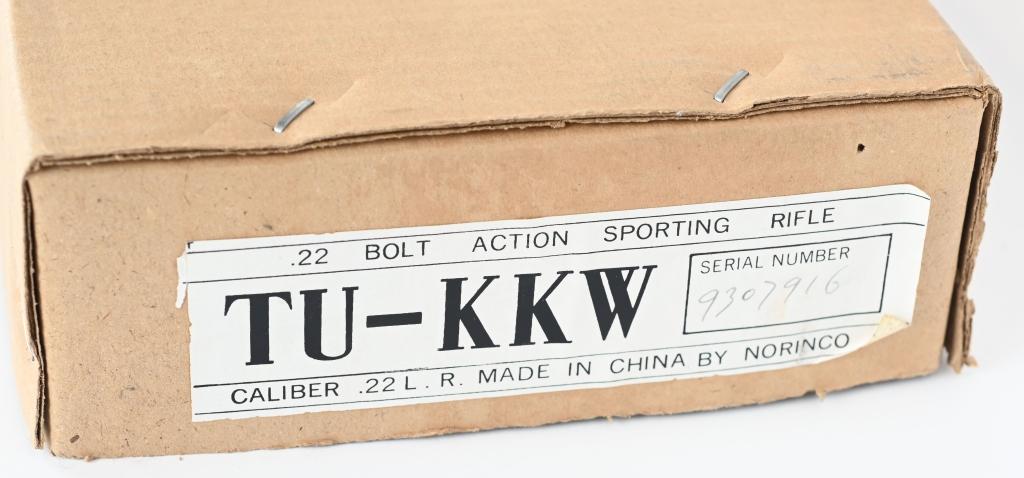 .22 BOLT ACTION SPORTING RIFLE
TU-KKW
SERIAL NUMBER
9307916
CALIBER .22 L. R. MADE IN CHINA BY NORINCO